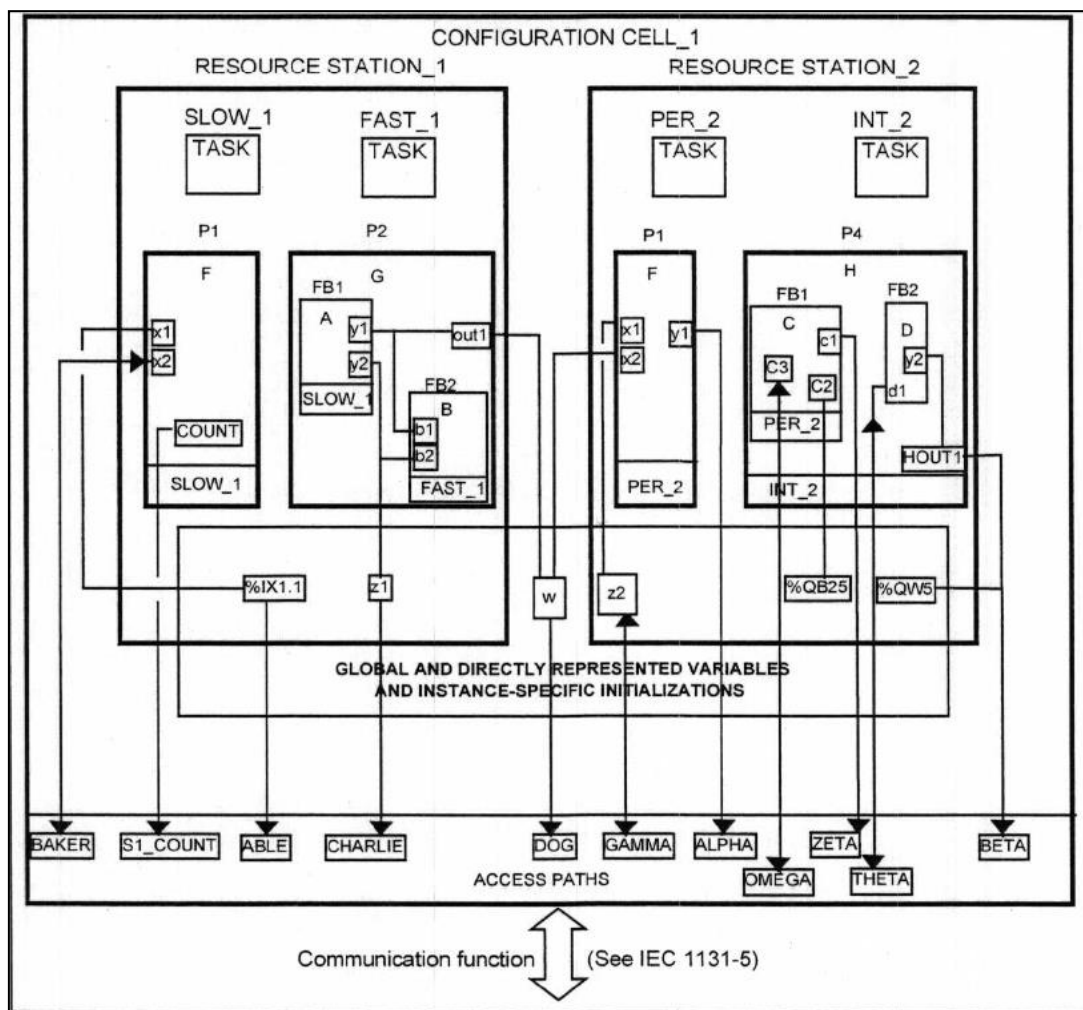 CONFIGURATION CELL_1
RESOURCE STATION_1
RESOURCE STATION_2
SLOW_1
TASK
FAST_1
TASK
PER_2
TASK
INT_2
TASK
P1
F
x1
x2
COUNT
SLOW_1
P2
G
FB1
A
y1
y2
SLOW_1
out1
FB2
B
b1
b2
FAST_1
P1
F
x1
x2
y1
PER_2
P4
H
FB1
C
c1
C3
C2
PER_2
FB2
D
y2
d1
HOUT1
INT_2
%IX1.1
z1
w
z2
%QB25
%QW5
GLOBAL AND DIRECTLY REPRESENTED VARIABLES
AND INSTANCE-SPECIFIC INITIALIZATIONS
BAKER
S1_COUNT
ABLE
CHARLIE
DOG
GAMMA
ALPHA
ZETA
BETA
OMEGA
THETA
ACCESS PATHS
Communication function
(See IEC 1131-5)